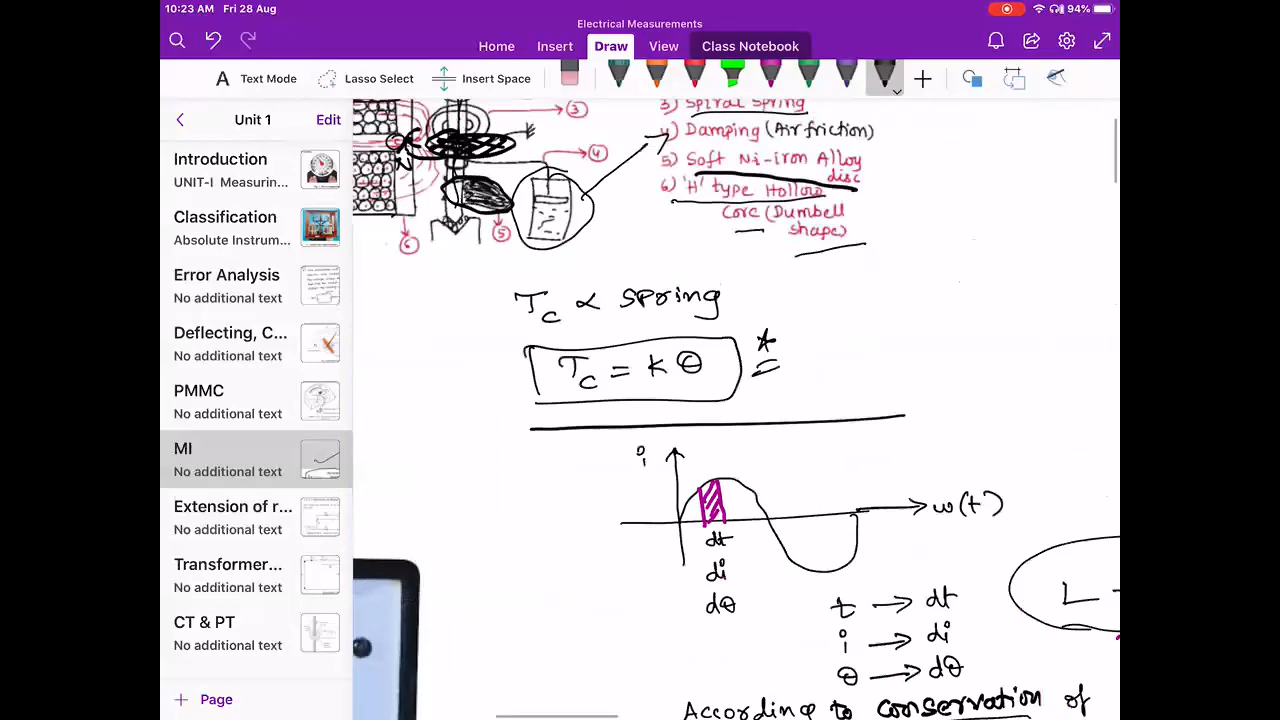 10:23 AM Fri 28 Aug
94%
Electrical Measurements
Home Insert Draw View Class Notebook
Text Mode Lasso Select Insert Space
Unit 1 Edit
Introduction
UNIT-I Measurin...
Classification
Absolute Instrum...
Error Analysis
No additional text
Deflecting, C...
No additional text
PMMC
No additional text
MI
No additional text
Extension of r...
No additional text
Transformer...
No additional text
CT & PT
No additional text
+ Page
3
4
5
6
3) Spiral Spring
4) Damping (Air friction)
5) Soft Ni-iron Alloy
disc
6) 'H' type Hollow
Core (Dumbell
shape)
Tc ∝ spring
Tc = k θ
i
ω(t)
dt
di
dθ
t → dt
i → di
θ → dθ
L
According to conservation of